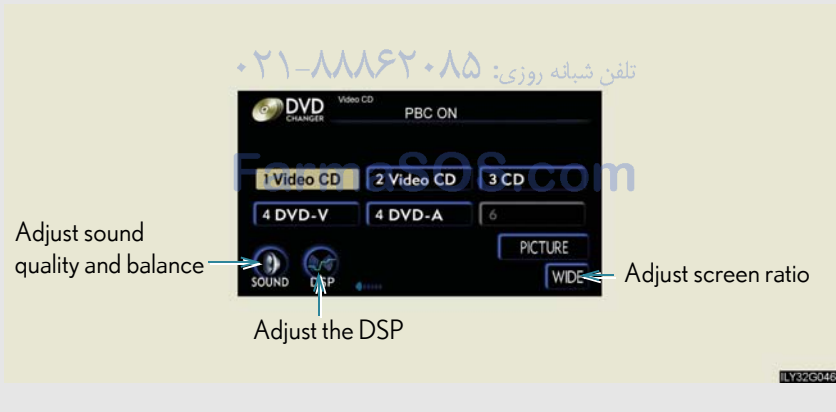 تلفن شبانه روزی: ۰۲۱-۸۸۸۶۲۰۸۵
DVD CHANGER
Video CD
PBC ON
FarmaSOS.com
1 Video CD
2 Video CD
3 CD
4 DVD-V
4 DVD-A
6
PICTURE
SOUND
DSP
WIDE
Adjust sound
quality and balance
Adjust the DSP
Adjust screen ratio
ILY32G046